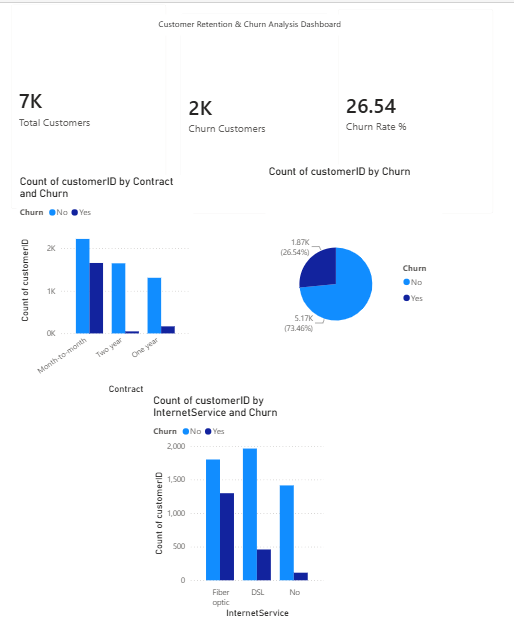 Customer Retention & Churn Analysis Dashboard
7K
Total Customers
2K
Churn Customers
26.54
Churn Rate %
Count of customerID by Contract
and Churn
Churn No Yes
Count of customerID
2K
1K
0K
Month-to-month
Two year
One year
Contract
Count of customerID by Churn
1.87K
(26.54%)
5.17K
(73.46%)
Churn
No
Yes
Count of customerID by
InternetService and Churn
Churn No Yes
Count of customerID
2,000
1,500
1,000
500
0
Fiber
optic
DSL
No
InternetService